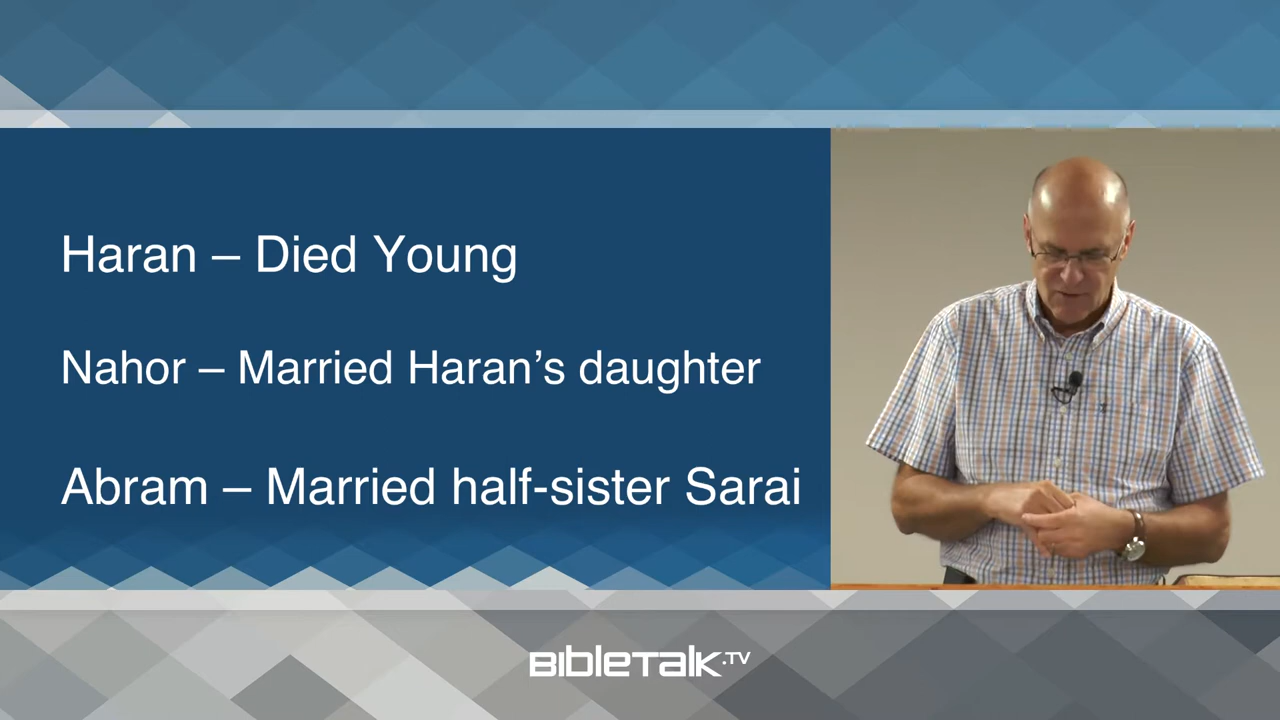 Haran – Died Young
Nahor – Married Haran’s daughter
Abram – Married half-sister Sarai
BIBLETALK.TV